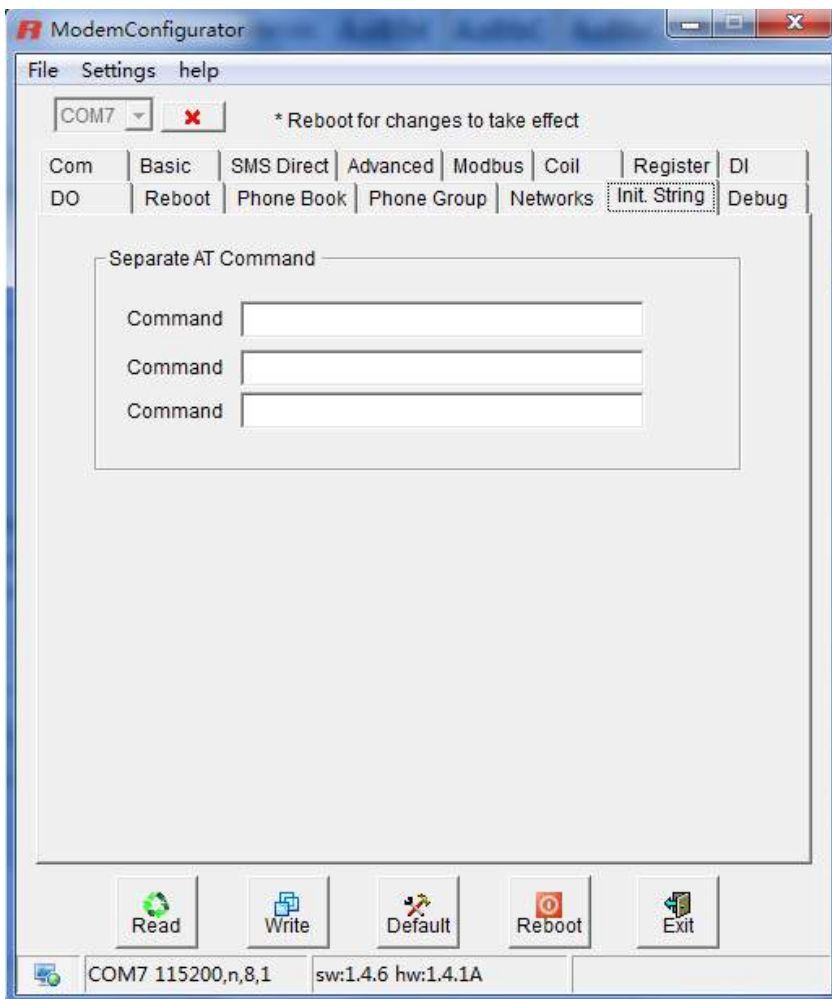 ModemConfigurator
File Settings help
COM7 * Reboot for changes to take effect
Com Basic SMS Direct Advanced Modbus Coil Register DI
DO Reboot Phone Book Phone Group Networks Init. String Debug
Separate AT Command
Command
Command
Command
Read Write Default Reboot Exit
COM7 115200,n,8,1 sw:1.4.6 hw:1.4.1A